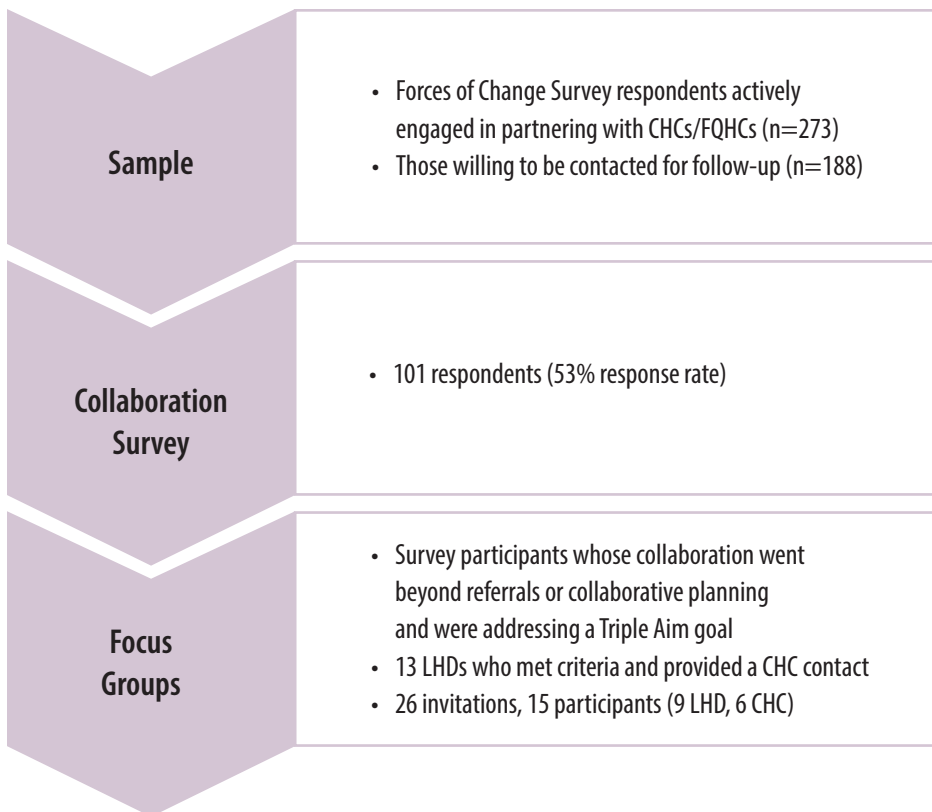 Sample
• Forces of Change Survey respondents actively
engaged in partnering with CHCs/FQHCs (n=273)
• Those willing to be contacted for follow-up (n=188)
Collaboration
Survey
• 101 respondents (53% response rate)
Focus
Groups
• Survey participants whose collaboration went
beyond referrals or collaborative planning
and were addressing a Triple Aim goal
• 13 LHDs who met criteria and provided a CHC contact
• 26 invitations, 15 participants (9 LHD, 6 CHC)